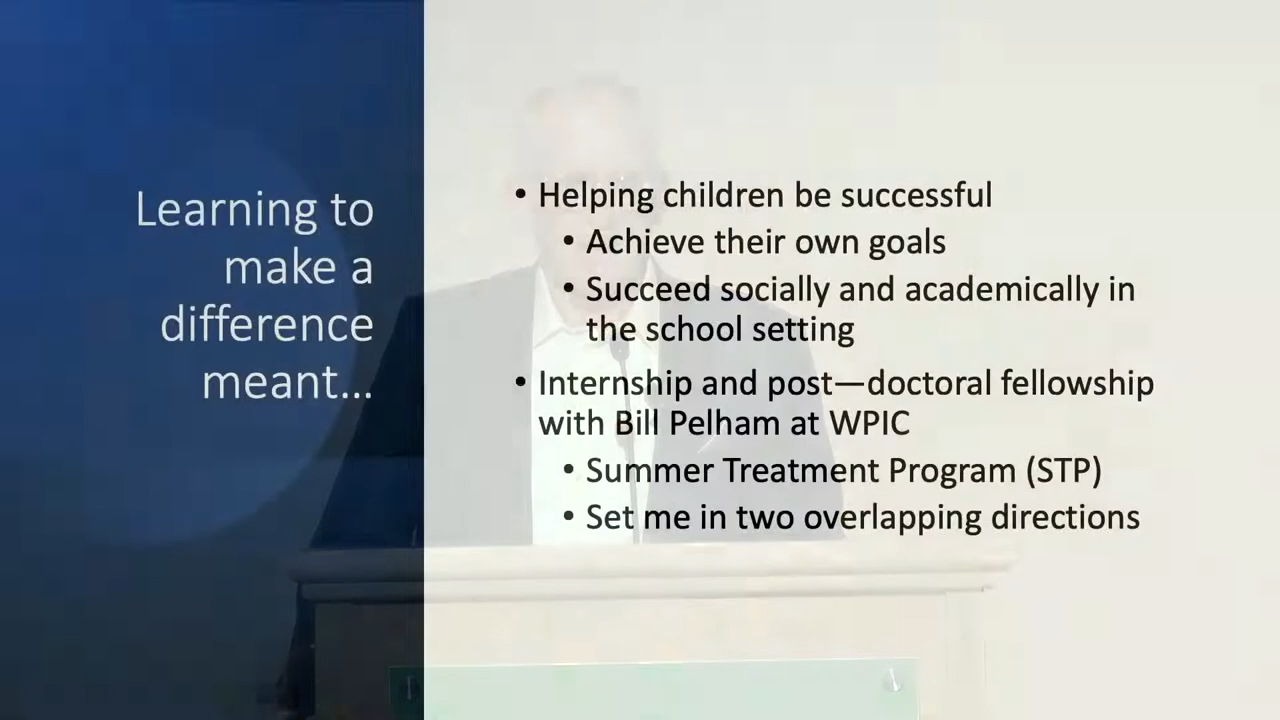 Learning to
make a
difference
meant...
• Helping children be successful
• Achieve their own goals
• Succeed socially and academically in
the school setting
• Internship and post—doctoral fellowship
with Bill Pelham at WPIC
• Summer Treatment Program (STP)
• Set me in two overlapping directions